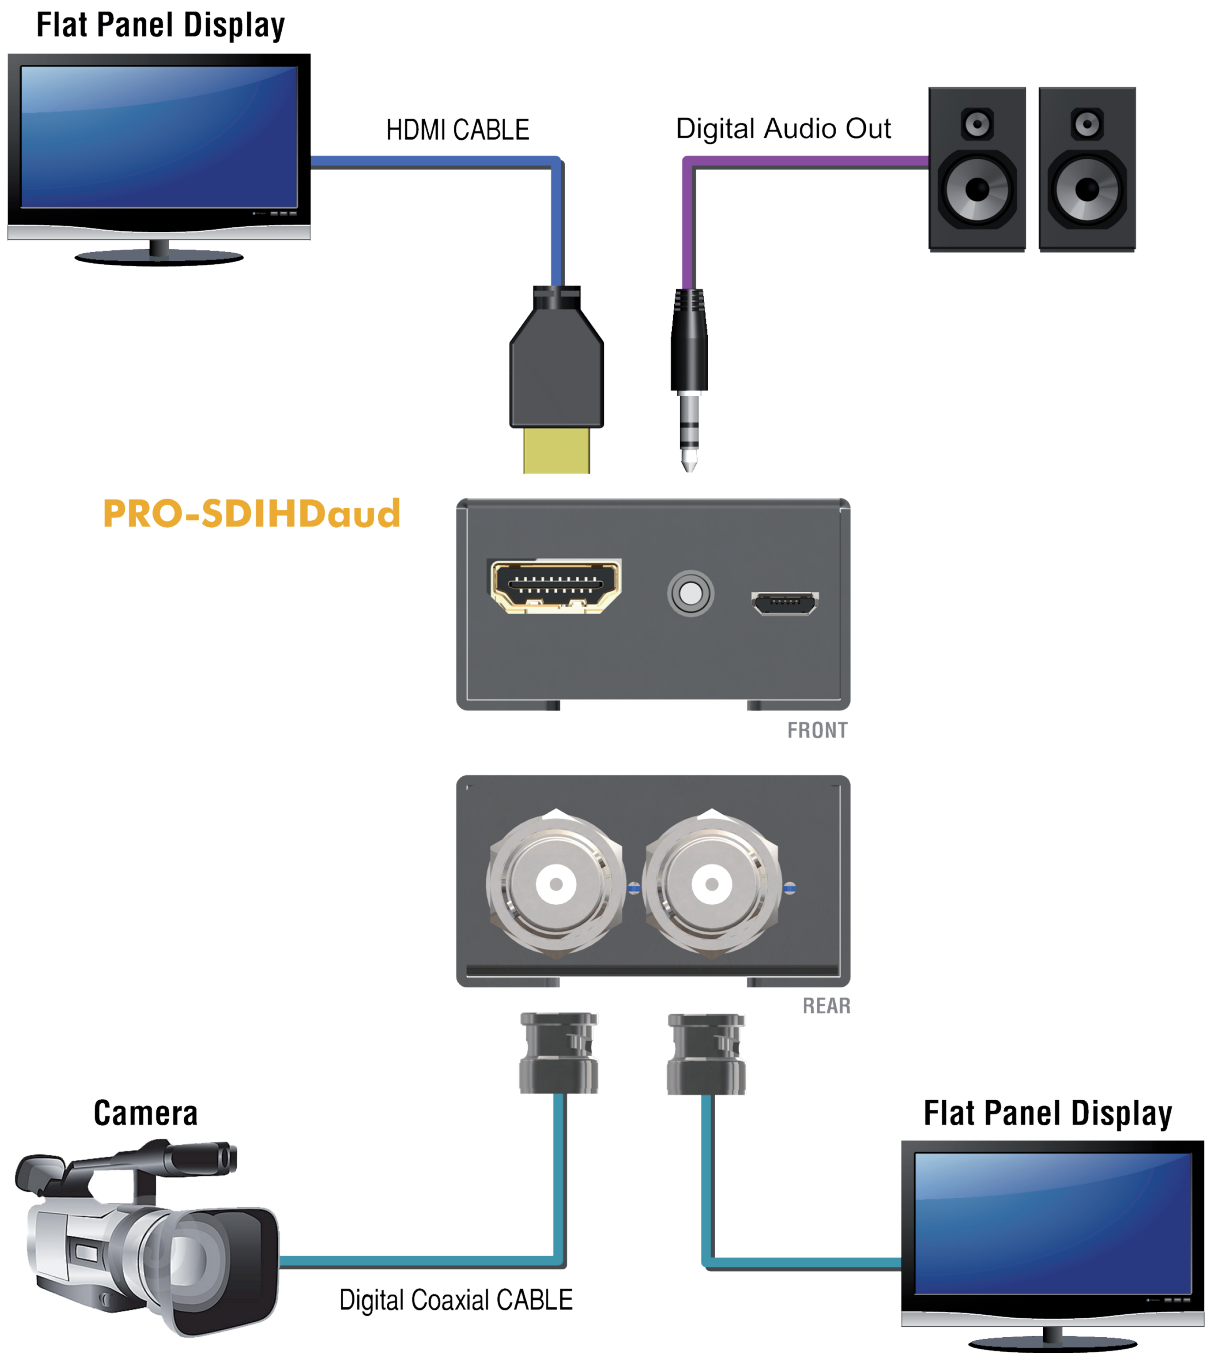 Flat Panel Display
HDMI CABLE
Digital Audio Out
PRO-SDIHDaud
FRONT
REAR
Camera
Flat Panel Display
Digital Coaxial CABLE